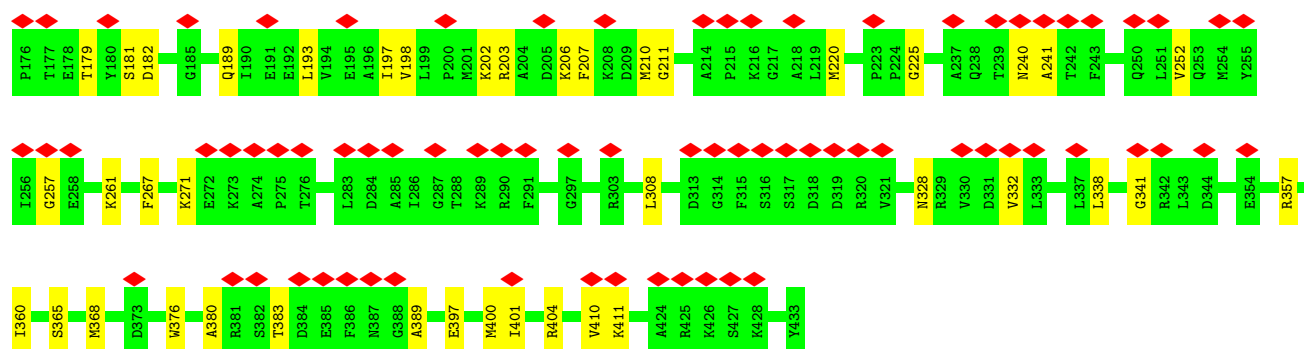 P176 T177 E178 T179 Y180 S181 D182 G185 Q189 I190 E191 E192 L193 V194 E195 A196 I197 V198 L199 P200 M201 K202 R203 A204 D205 K206 F207 K208 D209 M210 G211 A214 P215 K216 G217 A218 L219 M220 P223 P224 G225 A237 Q238 T239 N240 A241 T242 F243 Q250 L251 V252 Q253 M254 Y255
I256 G257 E258 K261 F267 K271 E272 K273 A274 P275 T276 L283 D284 A285 I286 G287 T288 K289 R290 F291 G297 R303 L308 D313 G314 F315 S316 S317 D318 D319 R320 V321 N328 R329 V330 D331 V332 L333 L337 L338 G341 R342 L343 D344 E354 R357
I360 S365 M368 D373 W376 A380 R381 S382 T383 D384 E385 F386 N387 G388 A389 E397 M400 I401 R404 V410 K411 A424 R425 K426 S427 K428 Y433